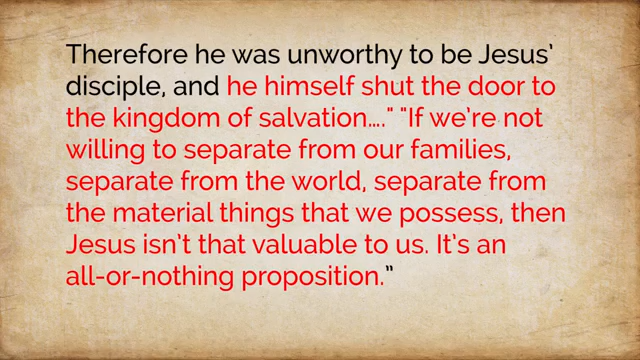 Therefore he was unworthy to be Jesus’
disciple, and he himself shut the door to
the kingdom of salvation…." "If we’re not
willing to separate from our families,
separate from the world, separate from
the material things that we possess, then
Jesus isn’t that valuable to us. It’s an
all-or-nothing proposition.”